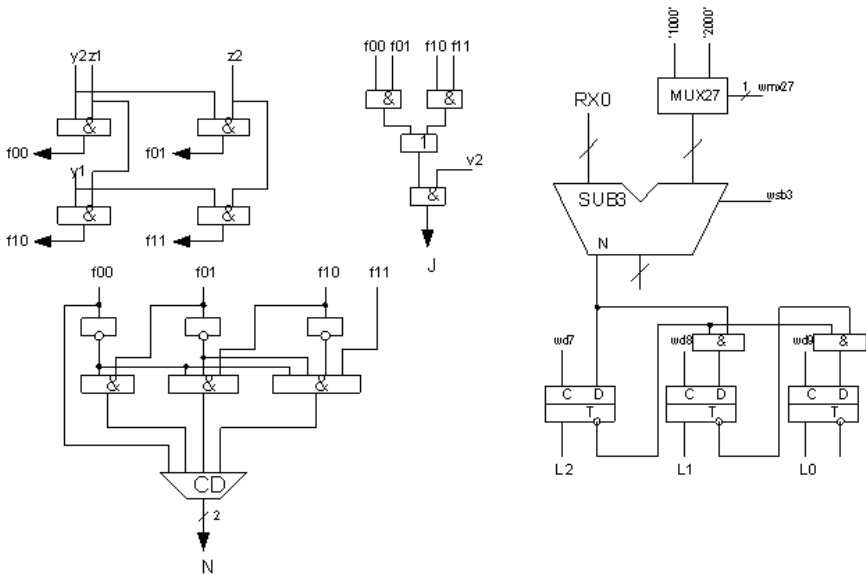 y2 z1 z2
& &
f00 f01
y1
& &
f10 f11
f00 f01 f10 f11
& &
1
v2
&
J
'1000' '2000'
MUX27 1 wmx27
RX0
SUB3 wsb3
N
f00 f01 f10 f11
& & &
CD
2
N
wd7 wd8 & wd9 &
C D C D C D
T T T
L2 L1 L0